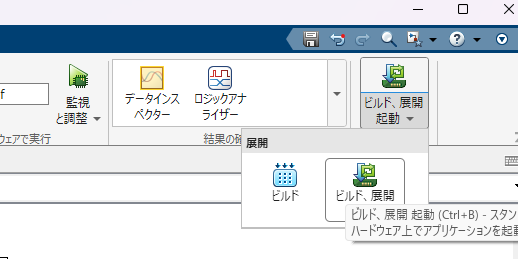 f
監視
と調整
データインス
ペクター
ロジックアナ
ライザー
ビルド、展開
起動
ウェアで実行
結果の確
展開
ビルド
ビルド、展開
ビルド、展開 起動 (Ctrl+B) - スタン
ハードウェア上でアプリケーションを起動